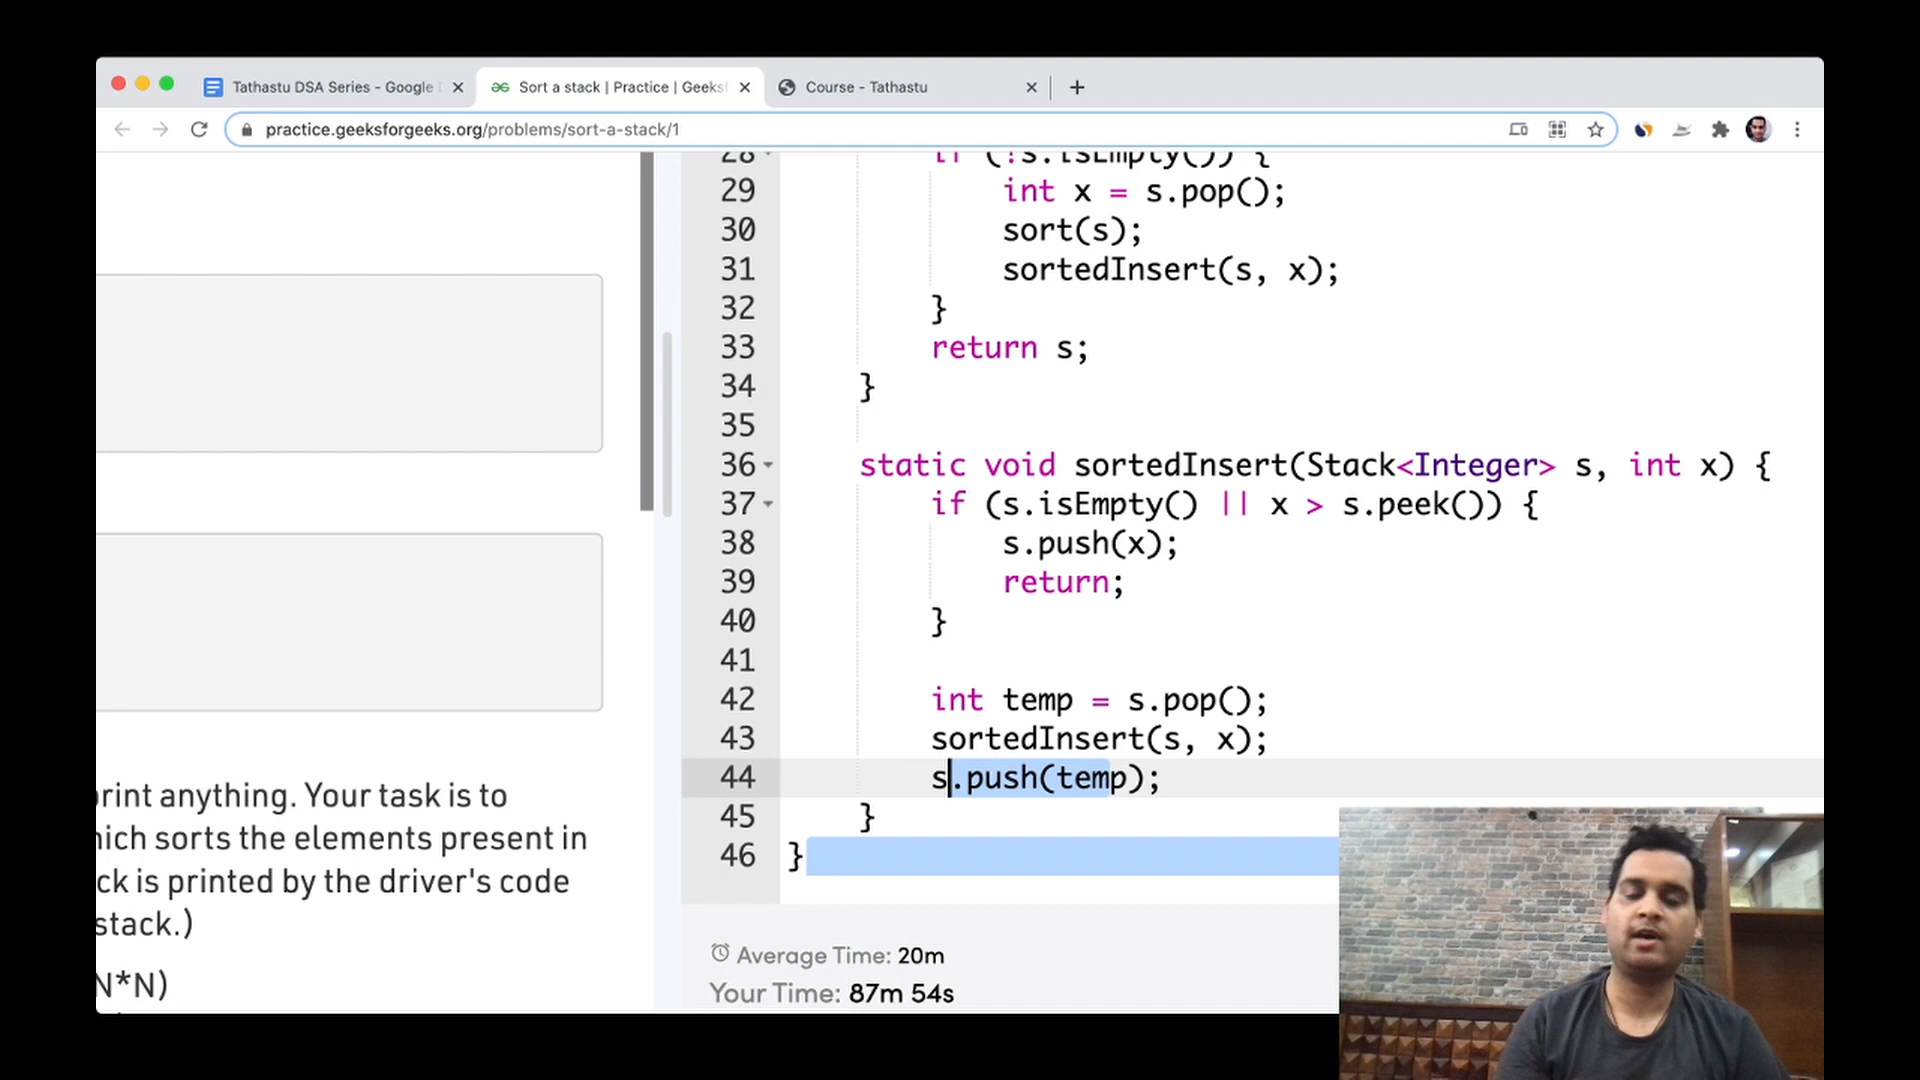 Tathastu DSA Series - Google
Sort a stack | Practice | Geeks
Course - Tathastu
practice.geeksforgeeks.org/problems/sort-a-stack/1
28 if (!s.isEmpty()) {
29 int x = s.pop();
30 sort(s);
31 sortedInsert(s, x);
32 }
33 return s;
34 }
35
36 static void sortedInsert(Stack<Integer> s, int x) {
37 if (s.isEmpty() || x > s.peek()) {
38 s.push(x);
39 return;
40 }
41
42 int temp = s.pop();
43 sortedInsert(s, x);
44 s.push(temp);
45 }
46 }
rint anything. Your task is to
hich sorts the elements present in
ck is printed by the driver's code
stack.)
N*N)
Average Time: 20m
Your Time: 87m 54s